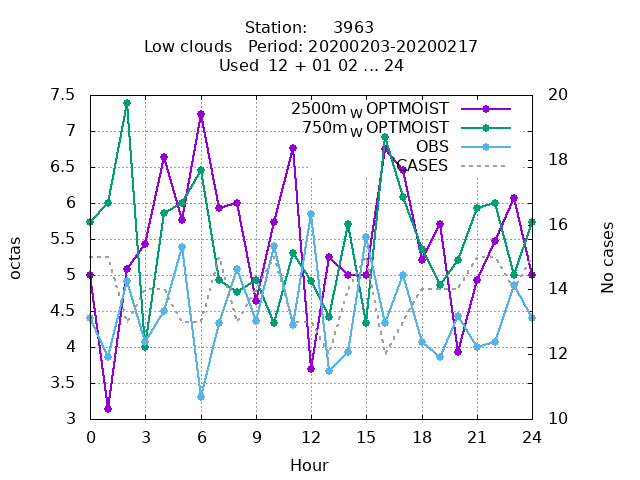 Station: 3963
Low clouds Period: 20200203-20200217
Used 12 + 01 02 ... 24
2500m_W OPTMOIST
750m_W OPTMOIST
OBS
CASES
7.5
7
6.5
6
5.5
5
4.5
4
3.5
3
octas
20
18
16
14
12
10
No cases
0 3 6 9 12 15 18 21 24
Hour